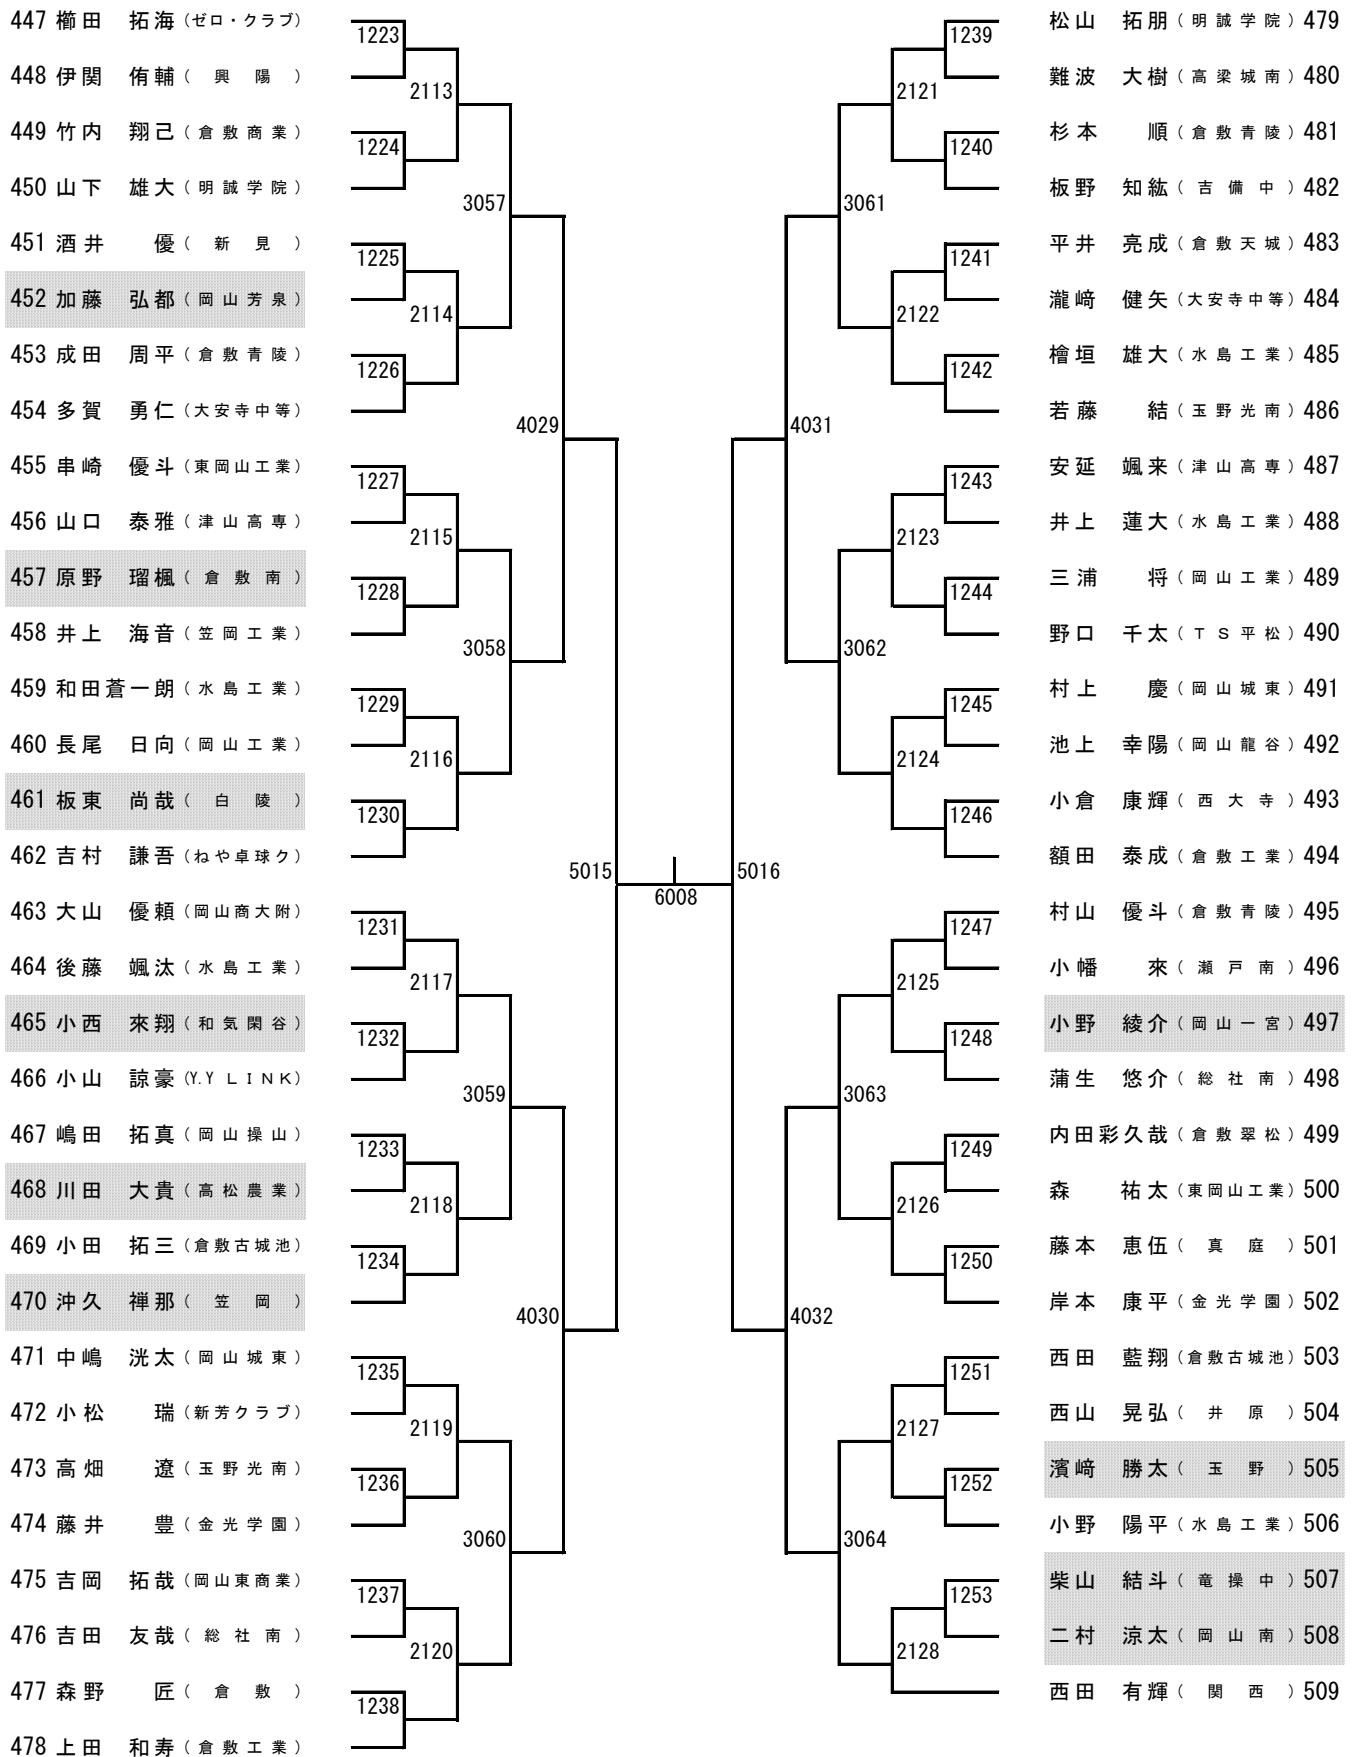 447 櫛田 拓海 (ゼロ・クラブ)
448 伊関 侑輔 (興陽)
449 竹内 翔己 (倉敷商業)
450 山下 雄大 (明誠学院)
451 酒井 優 (新見)
452 加藤 弘都 (岡山芳泉)
453 成田 周平 (倉敷青陵)
454 多賀 勇仁 (大安寺中等)
455 串崎 優斗 (東岡山工業)
456 山口 泰雅 (津山高専)
457 原野 瑠楓 (倉敷南)
458 井上 海音 (笠岡工業)
459 和田蒼一朗 (水島工業)
460 長尾 日向 (岡山工業)
461 板東 尚哉 (白陵)
462 吉村 謙吾 (ねや卓球ク)
463 大山 優頼 (岡山商大附)
464 後藤 颯汰 (水島工業)
465 小西 來翔 (和気閑谷)
466 小山 諒豪 (Y.Y LINK)
467 嶋田 拓真 (岡山操山)
468 川田 大貴 (高松農業)
469 小田 拓三 (倉敷古城池)
470 沖久 禅那 (笠岡)
471 中嶋 洸太 (岡山城東)
472 小松 瑞 (新芳クラブ)
473 高畑 遼 (玉野光南)
474 藤井 豊 (金光学園)
475 吉岡 拓哉 (岡山東商業)
476 吉田 友哉 (総社南)
477 森野 匠 (倉敷)
478 上田 和寿 (倉敷工業)
1223
1224
1225
1226
1227
1228
1229
1230
1231
1232
1233
1234
1235
1236
1237
1238
2113
2114
2115
2116
2117
2118
2119
2120
3057
3058
3059
3060
4029
4030
5015
6008
5016
4031
4032
3061
3062
3063
3064
2121
2122
2123
2124
2125
2126
2127
2128
1239
1240
1241
1242
1243
1244
1245
1246
1247
1248
1249
1250
1251
1252
1253
松山 拓朋 (明誠学院) 479
難波 大樹 (高梁城南) 480
杉本 順 (倉敷青陵) 481
板野 知紘 (吉備中) 482
平井 亮成 (倉敷天城) 483
瀧﨑 健矢 (大安寺中等) 484
檜垣 雄大 (水島工業) 485
若藤 結 (玉野光南) 486
安延 颯来 (津山高専) 487
井上 蓮大 (水島工業) 488
三浦 将 (岡山工業) 489
野口 千太 (TS平松) 490
村上 慶 (岡山城東) 491
池上 幸陽 (岡山龍谷) 492
小倉 康輝 (西大寺) 493
額田 泰成 (倉敷工業) 494
村山 優斗 (倉敷青陵) 495
小幡 來 (瀬戸南) 496
小野 綾介 (岡山一宮) 497
蒲生 悠介 (総社南) 498
内田彩久哉 (倉敷翠松) 499
森 祐太 (東岡山工業) 500
藤本 恵伍 (真庭) 501
岸本 康平 (金光学園) 502
西田 藍翔 (倉敷古城池) 503
西山 晃弘 (井原) 504
濱﨑 勝太 (玉野) 505
小野 陽平 (水島工業) 506
柴山 結斗 (竜操中) 507
二村 涼太 (岡山南) 508
西田 有輝 (関西) 509